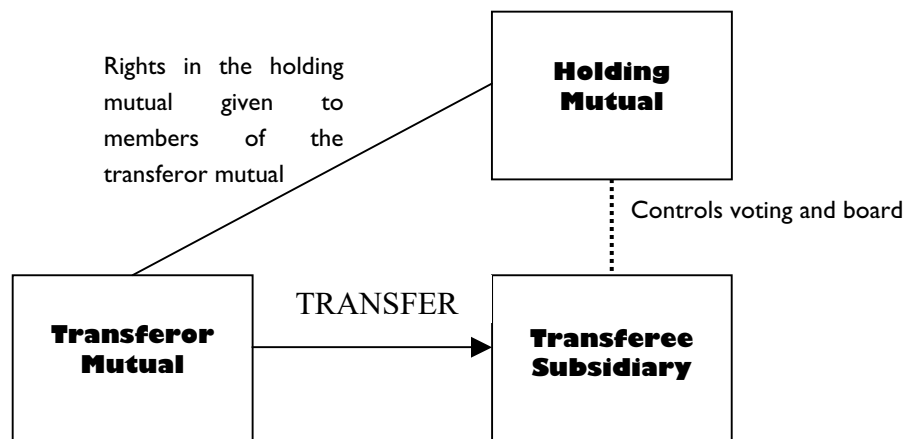 Rights in the holding
mutual given to
members of the
transferor mutual
Holding
Mutual
Controls voting and board
TRANSFER
Transferor
Mutual
Transferee
Subsidiary